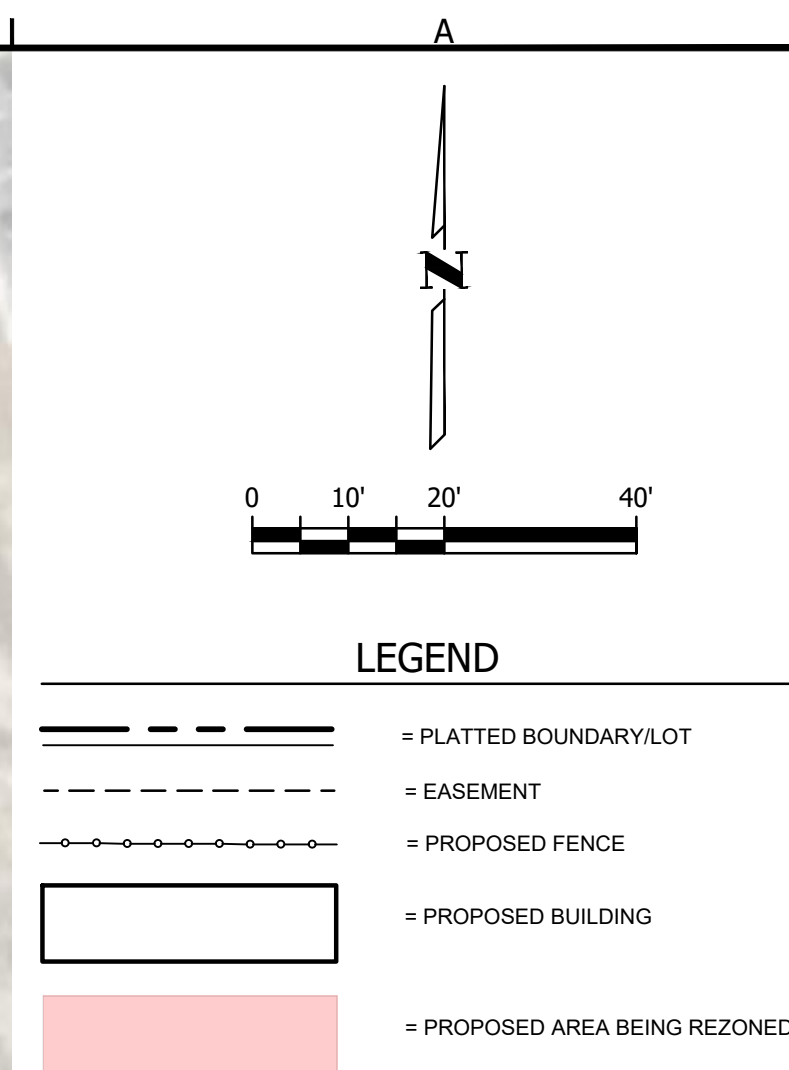 A
N
0 10' 20' 40'
LEGEND
= PLATTED BOUNDARY/LOT
= EASEMENT
= PROPOSED FENCE
= PROPOSED BUILDING
= PROPOSED AREA BEING REZONED